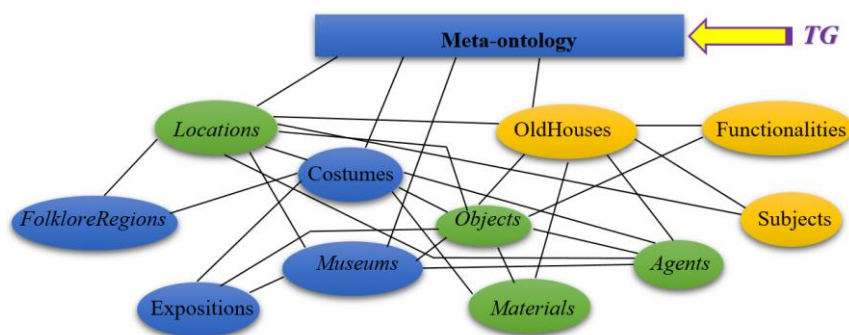 Meta-ontology
TG
Locations
OldHouses
Functionalities
Costumes
FolkloreRegions
Objects
Subjects
Museums
Agents
Expositions
Materials